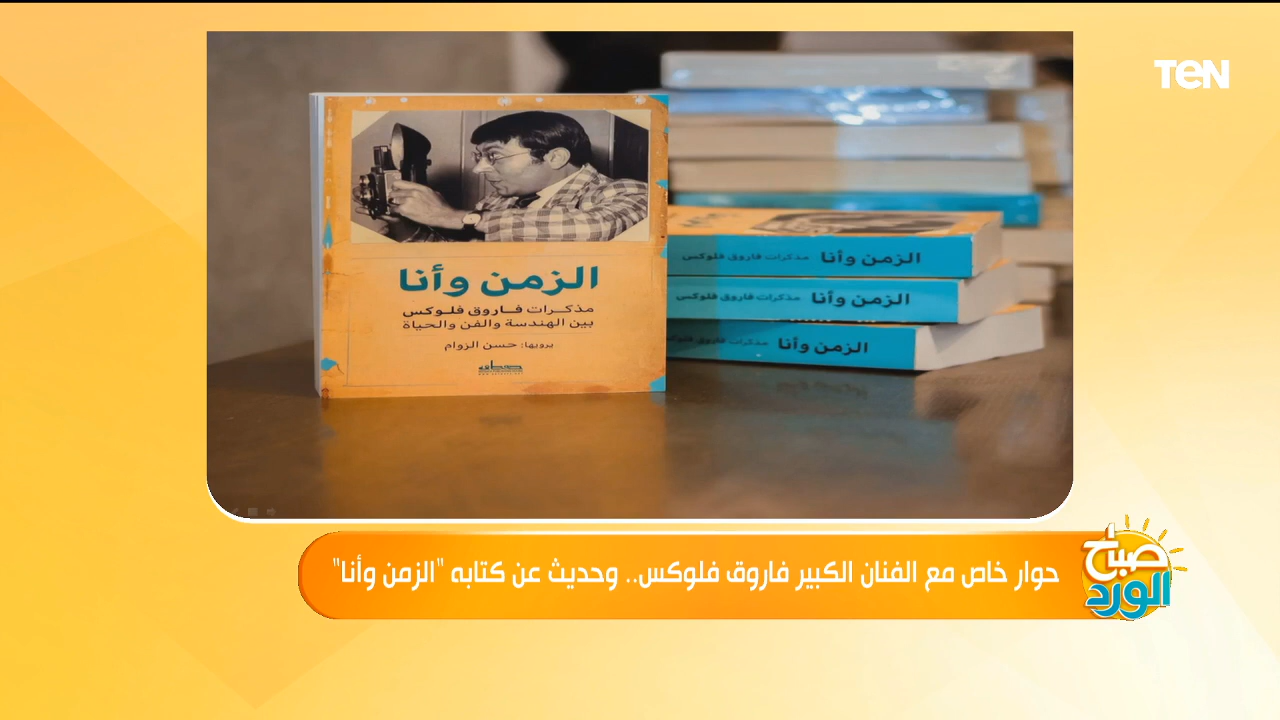 TEN
الزمن وأنا
مذكرات فاروق فلوكس
بين الهندسة والفن والحياة
يرويها: حسن الزوام
الزمن وأنا مذكرات فاروق فلوكس
الزمن وأنا مذكرات فاروق فلوكس
الزمن وأنا مذكرات فاروق فلوكس
حوار خاص مع الفنان الكبير فاروق فلوكس.. وحديث عن كتابه "الزمن وأنا"
صباح
الورد